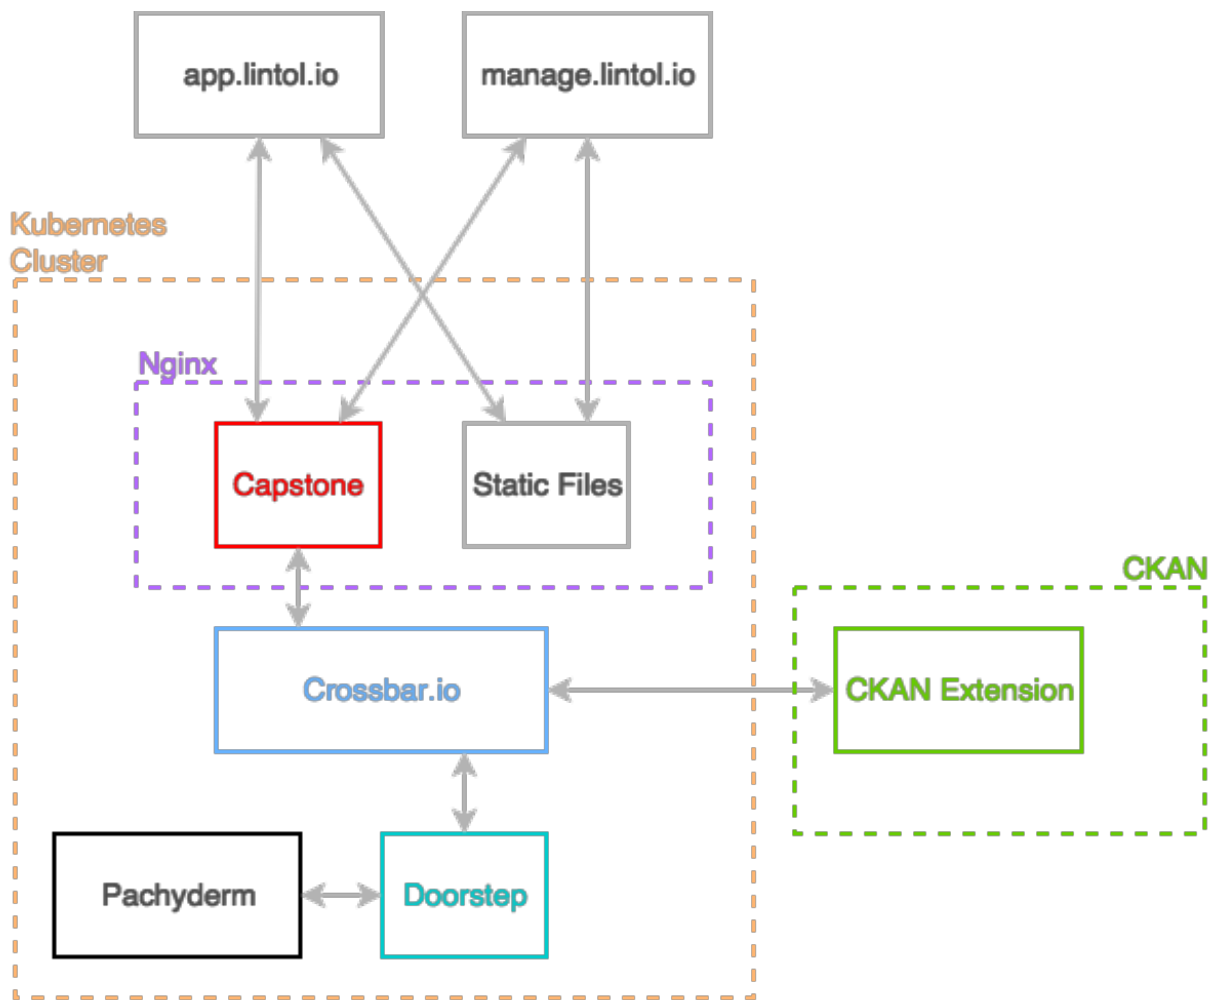 app.lintol.io
manage.lintol.io
Kubernetes
Cluster
Nginx
Capstone
Static Files
CKAN
Crossbar.io
CKAN Extension
Pachyderm
Doorstep